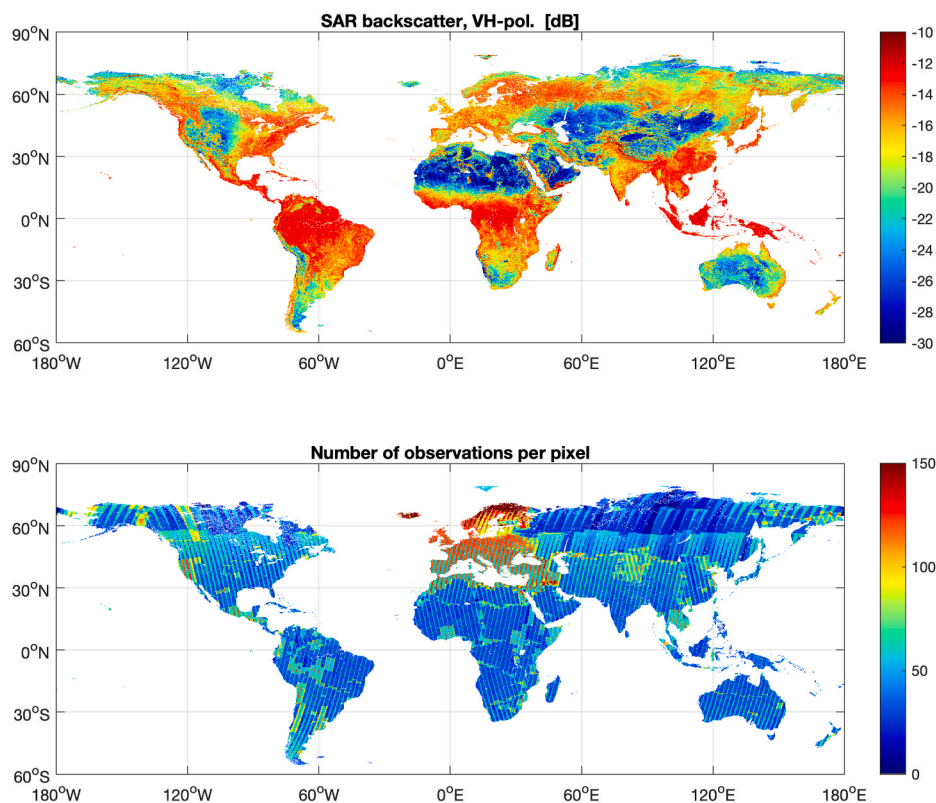 SAR backscatter, VH-pol. [dB]
90°N
60°N
30°N
0°N
30°S
60°S
180°W
120°W
60°W
0°E
60°E
120°E
180°E
-10
-12
-14
-16
-18
-20
-22
-24
-26
-28
-30
Number of observations per pixel
90°N
60°N
30°N
0°N
30°S
60°S
180°W
120°W
60°W
0°E
60°E
120°E
180°E
150
100
50
0